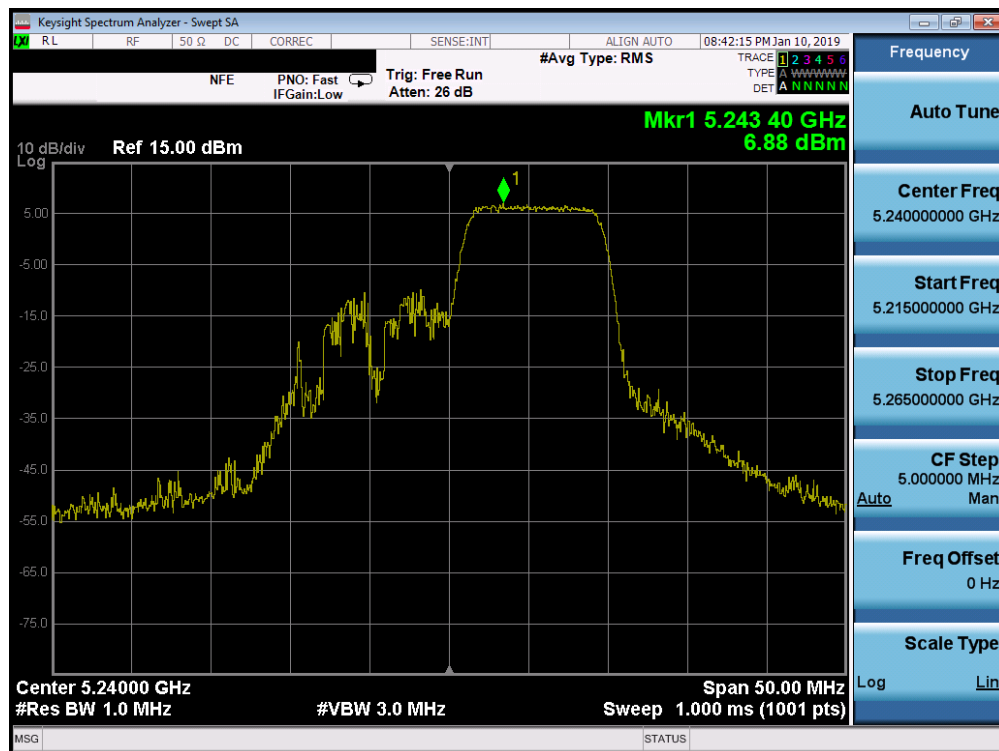 Keysight Spectrum Analyzer - Swept SA
LXI RL RF 50 Ω DC CORREC SENSE:INT ALIGN AUTO 08:42:15 PM Jan 10, 2019
Frequency
NFE PNO: Fast Trig: Free Run #Avg Type: RMS TRACE 1 2 3 4 5 6
IFGain:Low Atten: 26 dB TYPE A WWWWW
DET A N N N N N
Auto Tune
Mkr1 5.243 40 GHz
10 dB/div Ref 15.00 dBm 6.88 dBm
Log
1
5.00
-5.00
-15.0
-25.0
-35.0
-45.0
-55.0
-65.0
-75.0
Center Freq
5.240000000 GHz
Start Freq
5.215000000 GHz
Stop Freq
5.265000000 GHz
CF Step
5.000000 MHz
Auto Man
Freq Offset
0 Hz
Scale Type
Log Lin
Center 5.24000 GHz Span 50.00 MHz
#Res BW 1.0 MHz #VBW 3.0 MHz Sweep 1.000 ms (1001 pts)
MSG STATUS